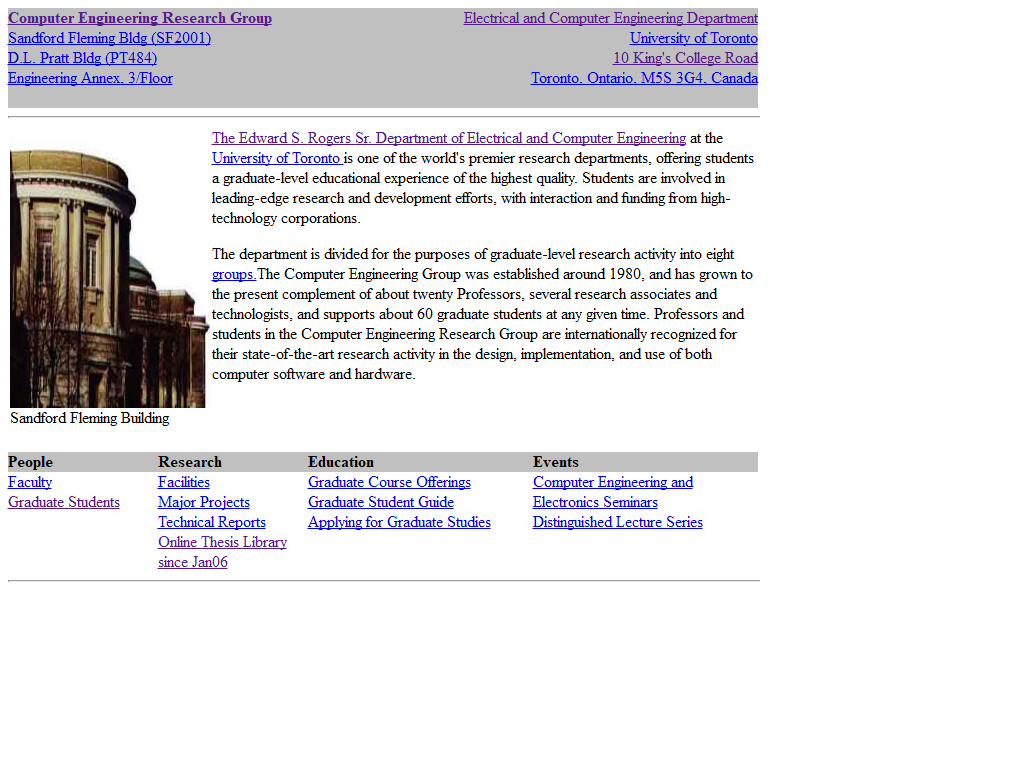 Computer Engineering Research Group Electrical and Computer Engineering Department
Sandford Fleming Bldg (SF2001) University of Toronto
D.L. Pratt Bldg (PT484) 10 King's College Road
Engineering Annex, 3/Floor Toronto, Ontario, M5S 3G4, Canada
The Edward S. Rogers Sr. Department of Electrical and Computer Engineering at the
University of Toronto is one of the world's premier research departments, offering students
a graduate-level educational experience of the highest quality. Students are involved in
leading-edge research and development efforts, with interaction and funding from high-
technology corporations.
The department is divided for the purposes of graduate-level research activity into eight
groups.The Computer Engineering Group was established around 1980, and has grown to
the present complement of about twenty Professors, several research associates and
technologists, and supports about 60 graduate students at any given time. Professors and
students in the Computer Engineering Research Group are internationally recognized for
their state-of-the-art research activity in the design, implementation, and use of both
computer software and hardware.
Sandford Fleming Building
People Research Education Events
Faculty Facilities Graduate Course Offerings Computer Engineering and
Graduate Students Major Projects Graduate Student Guide Electronics Seminars
Technical Reports Applying for Graduate Studies Distinguished Lecture Series
Online Thesis Library
since Jan06